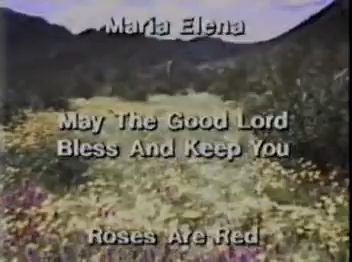 Maria Elena
May The Good Lord
Bless And Keep You
Roses Are Red